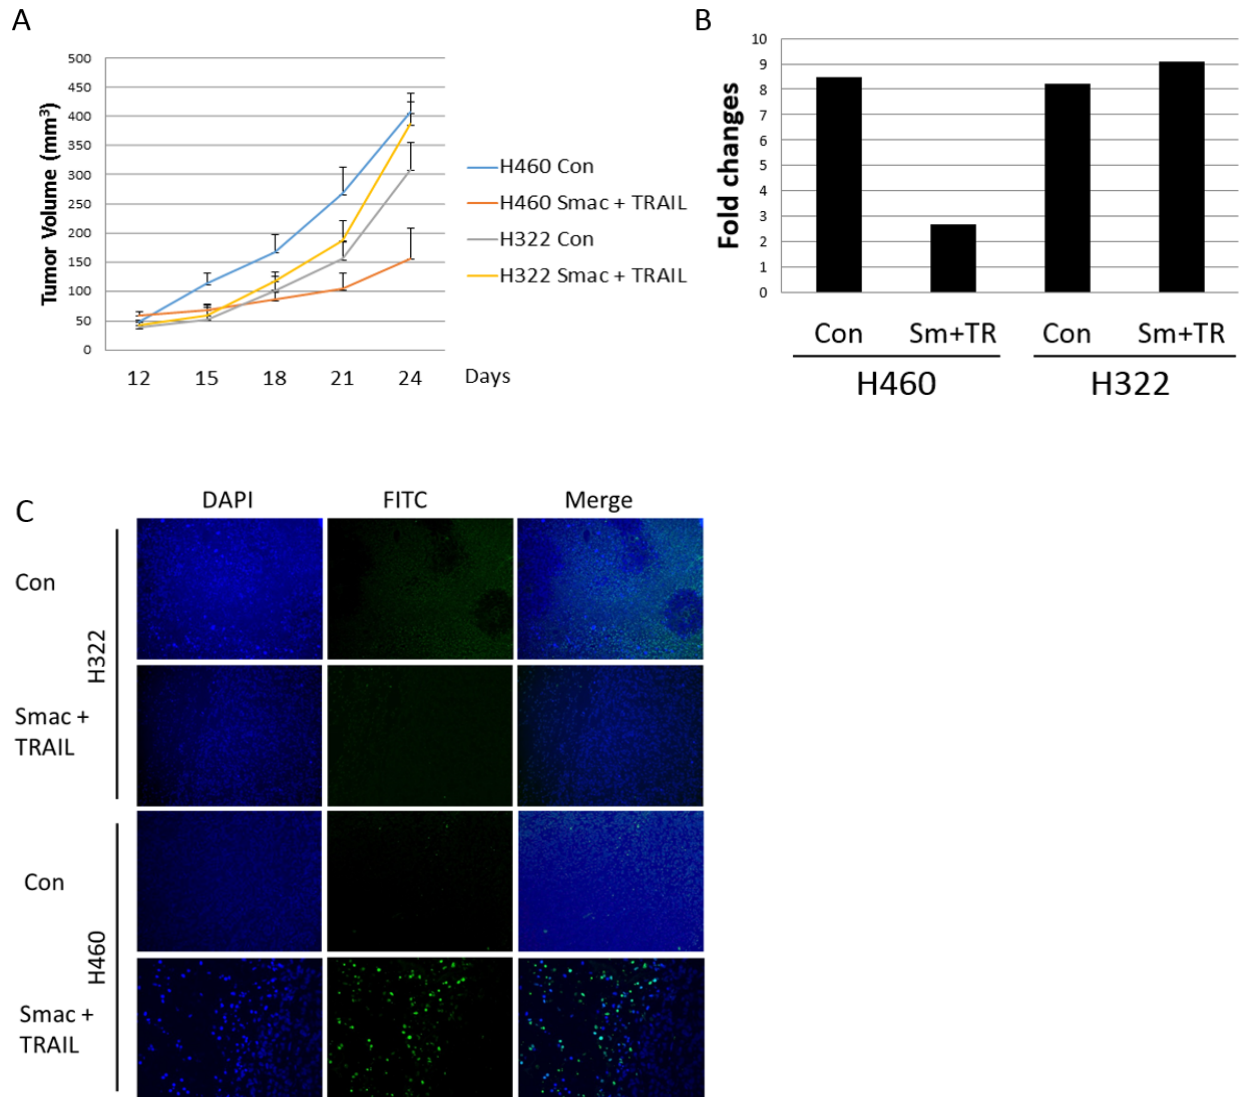 A
Tumor Volume (mm³)
500
450
400
350
300
250
200
150
100
50
0
12 15 18 21 24 Days
H460 Con
H460 Smac + TRAIL
H322 Con
H322 Smac + TRAIL
B
Fold changes
10
9
8
7
6
5
4
3
2
1
0
Con Sm+TR Con Sm+TR
H460 H322
C
DAPI FITC Merge
H322
Con
Smac +
TRAIL
H460
Con
Smac +
TRAIL